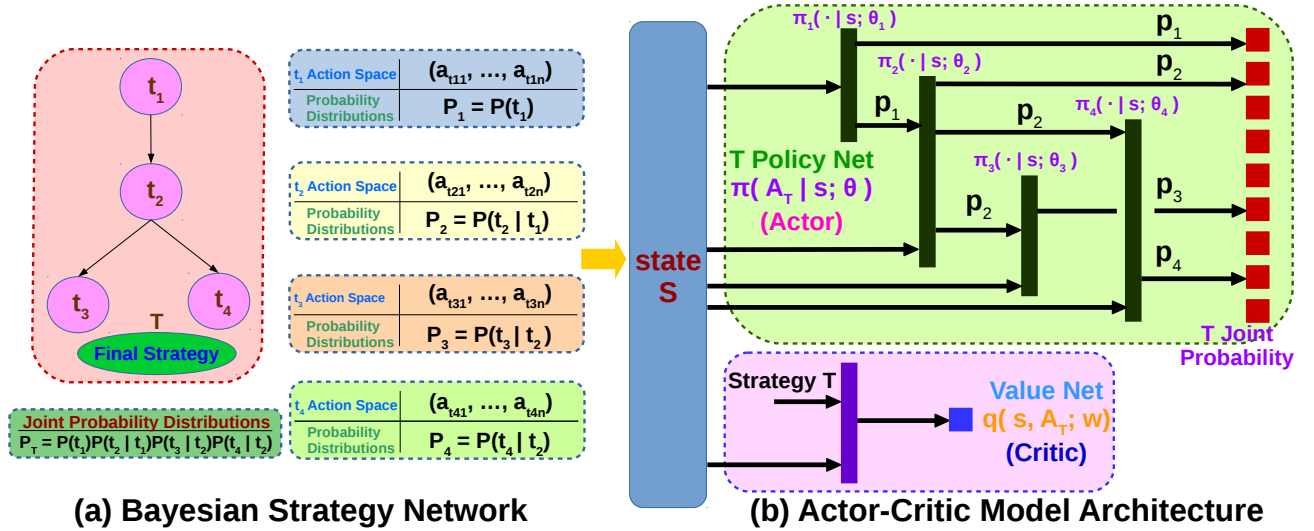 t1
t2
t3
t4
T
Final Strategy
Joint Probability Distributions
PT = P(t1)P(t2 | t1)P(t3 | t2)P(t4 | t2)
t1 Action Space
(at11, ..., at1n)
Probability
Distributions
P1 = P(t1)
t2 Action Space
(at21, ..., at2n)
Probability
Distributions
P2 = P(t2 | t1)
t3 Action Space
(at31, ..., at3n)
Probability
Distributions
P3 = P(t3 | t2)
t4 Action Space
(at41, ..., at4n)
Probability
Distributions
P4 = P(t4 | t2)
(a) Bayesian Strategy Network
state
S
π1( · | s; θ1)
p1
π2( · | s; θ2)
p2
π4( · | s; θ4)
p1
p2
T Policy Net
π( AT | s; θ )
(Actor)
π3( · | s; θ3)
p2
p3
p4
T Joint
Probability
Strategy T
Value Net
q( s, AT; w)
(Critic)
(b) Actor-Critic Model Architecture